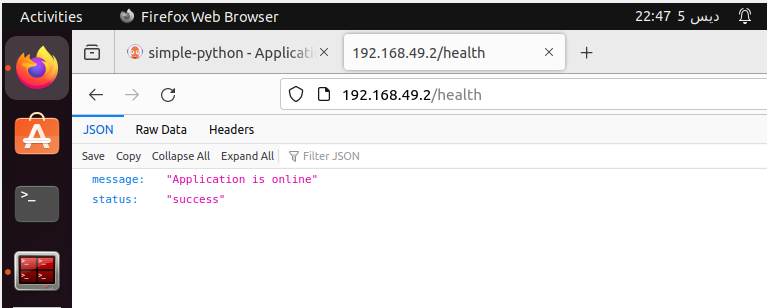 Activities Firefox Web Browser 22:47 5 ديس
simple-python - Applicati 192.168.49.2/health
192.168.49.2/health
JSON Raw Data Headers
Save Copy Collapse All Expand All Filter JSON
message: "Application is online"
status: "success"
>_